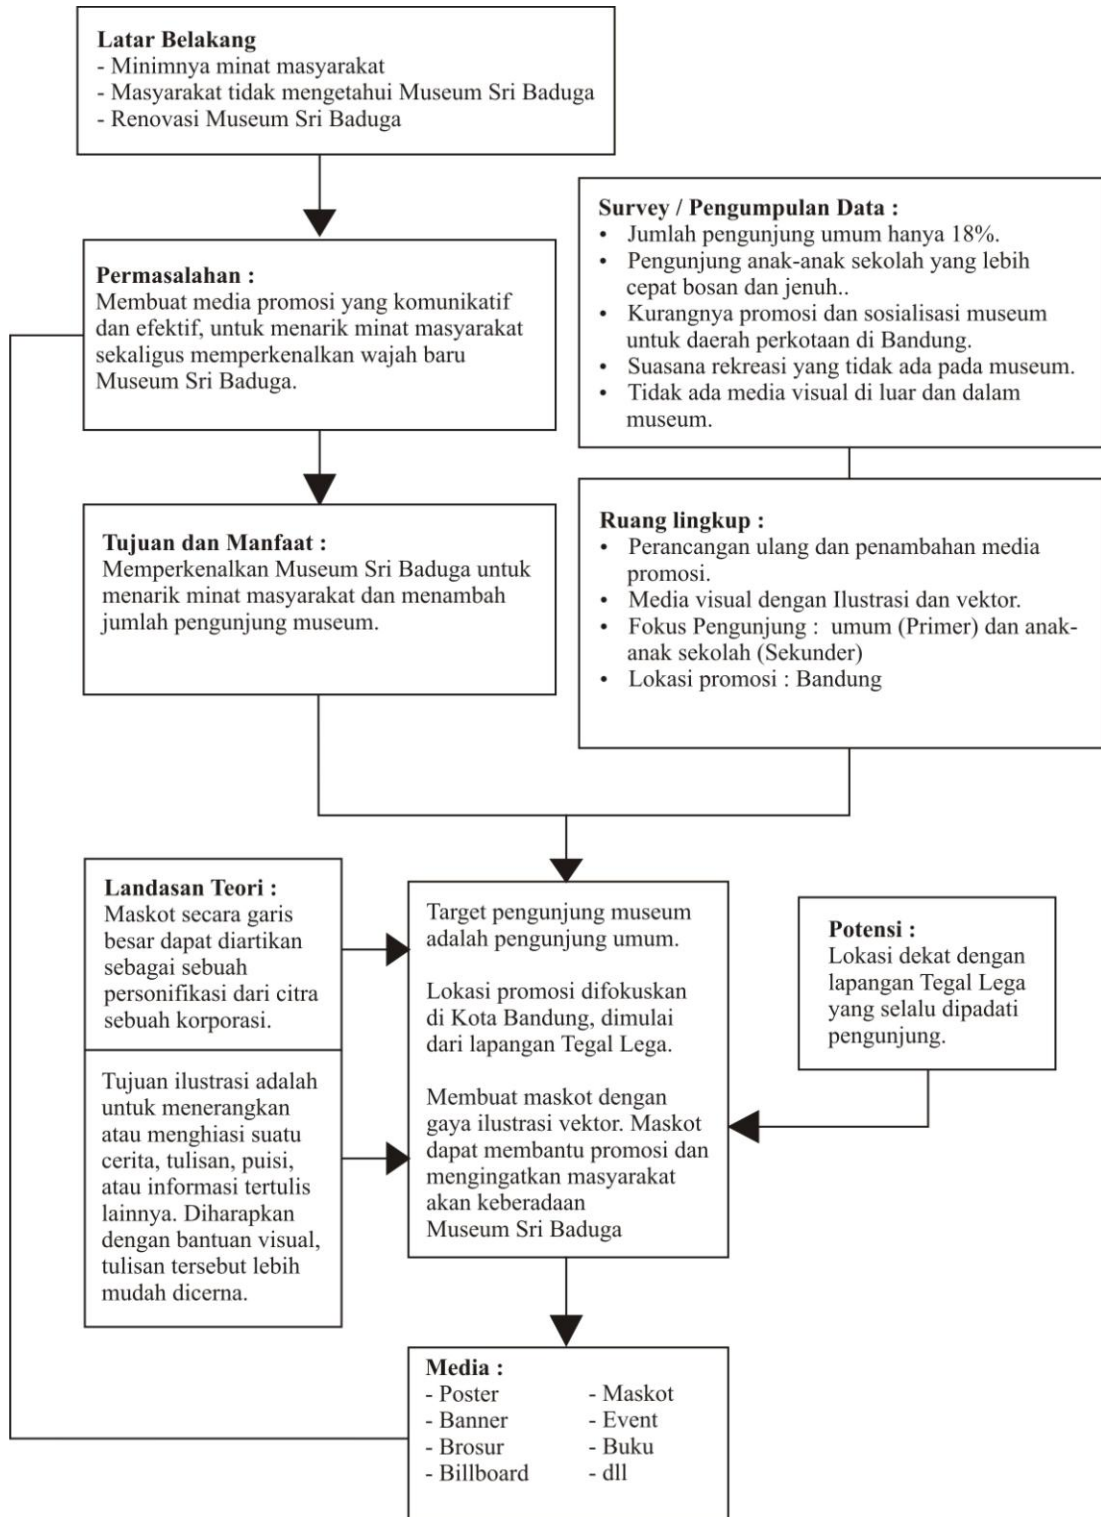 Latar Belakang
- Minimnya minat masyarakat
- Masyarakat tidak mengetahui Museum Sri Baduga
- Renovasi Museum Sri Baduga
Permasalahan :
Membuat media promosi yang komunikatif
dan efektif, untuk menarik minat masyarakat
sekaligus memperkenalkan wajah baru
Museum Sri Baduga.
Survey / Pengumpulan Data :
• Jumlah pengunjung umum hanya 18%.
• Pengunjung anak-anak sekolah yang lebih
cepat bosan dan jenuh..
• Kurangnya promosi dan sosialisasi museum
untuk daerah perkotaan di Bandung.
• Suasana rekreasi yang tidak ada pada museum.
• Tidak ada media visual di luar dan dalam
museum.
Tujuan dan Manfaat :
Memperkenalkan Museum Sri Baduga untuk
menarik minat masyarakat dan menambah
jumlah pengunjung museum.
Ruang lingkup :
• Perancangan ulang dan penambahan media
promosi.
• Media visual dengan Ilustrasi dan vektor.
• Fokus Pengunjung : umum (Primer) dan anak-
anak sekolah (Sekunder)
• Lokasi promosi : Bandung
Landasan Teori :
Maskot secara garis
besar dapat diartikan
sebagai sebuah
personifikasi dari citra
sebuah korporasi.
Tujuan ilustrasi adalah
untuk menerangkan
atau menghiasi suatu
cerita, tulisan, puisi,
atau informasi tertulis
lainnya. Diharapkan
dengan bantuan visual,
tulisan tersebut lebih
mudah dicerna.
Target pengunjung museum
adalah pengunjung umum.
Lokasi promosi difokuskan
di Kota Bandung, dimulai
dari lapangan Tegal Lega.
Membuat maskot dengan
gaya ilustrasi vektor. Maskot
dapat membantu promosi dan
mengingatkan masyarakat
akan keberadaan
Museum Sri Baduga
Potensi :
Lokasi dekat dengan
lapangan Tegal Lega
yang selalu dipadati
pengunjung.
Media :
- Poster
- Banner
- Brosur
- Billboard
- Maskot
- Event
- Buku
- dll